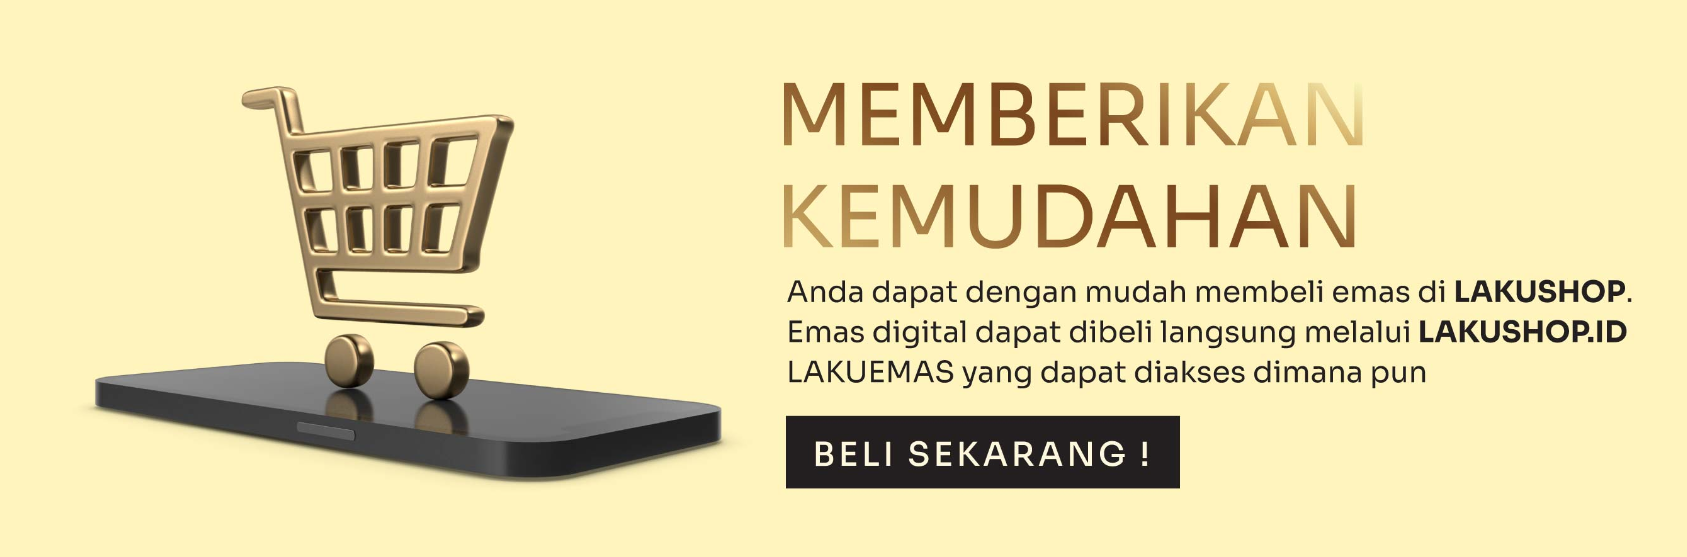 MEMBERIKAN
KEMUDAHAN
Anda dapat dengan mudah membeli emas di LAKUSHOP.
Emas digital dapat dibeli langsung melalui LAKUSHOP.ID
LAKUEMAS yang dapat diakses dimana pun
BELI SEKARANG !